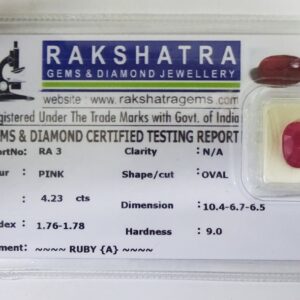 RAKSHATRA
GEMS & DIAMOND JEWELLERY
website : www.rakshatragems.com
gistered Under The Trade Marks with Govt. of India
MS & DIAMOND CERTIFIED TESTING REPORT
ortNo: RA 3 Clarity N/A
ur PINK Shape/cut : OVAL
4.23 cts Dimension : 10.4-6.7-6.5
ndex : 1.76-1.78 Hardness : 9.0
ment: ~~~~ RUBY {A} ~~~~